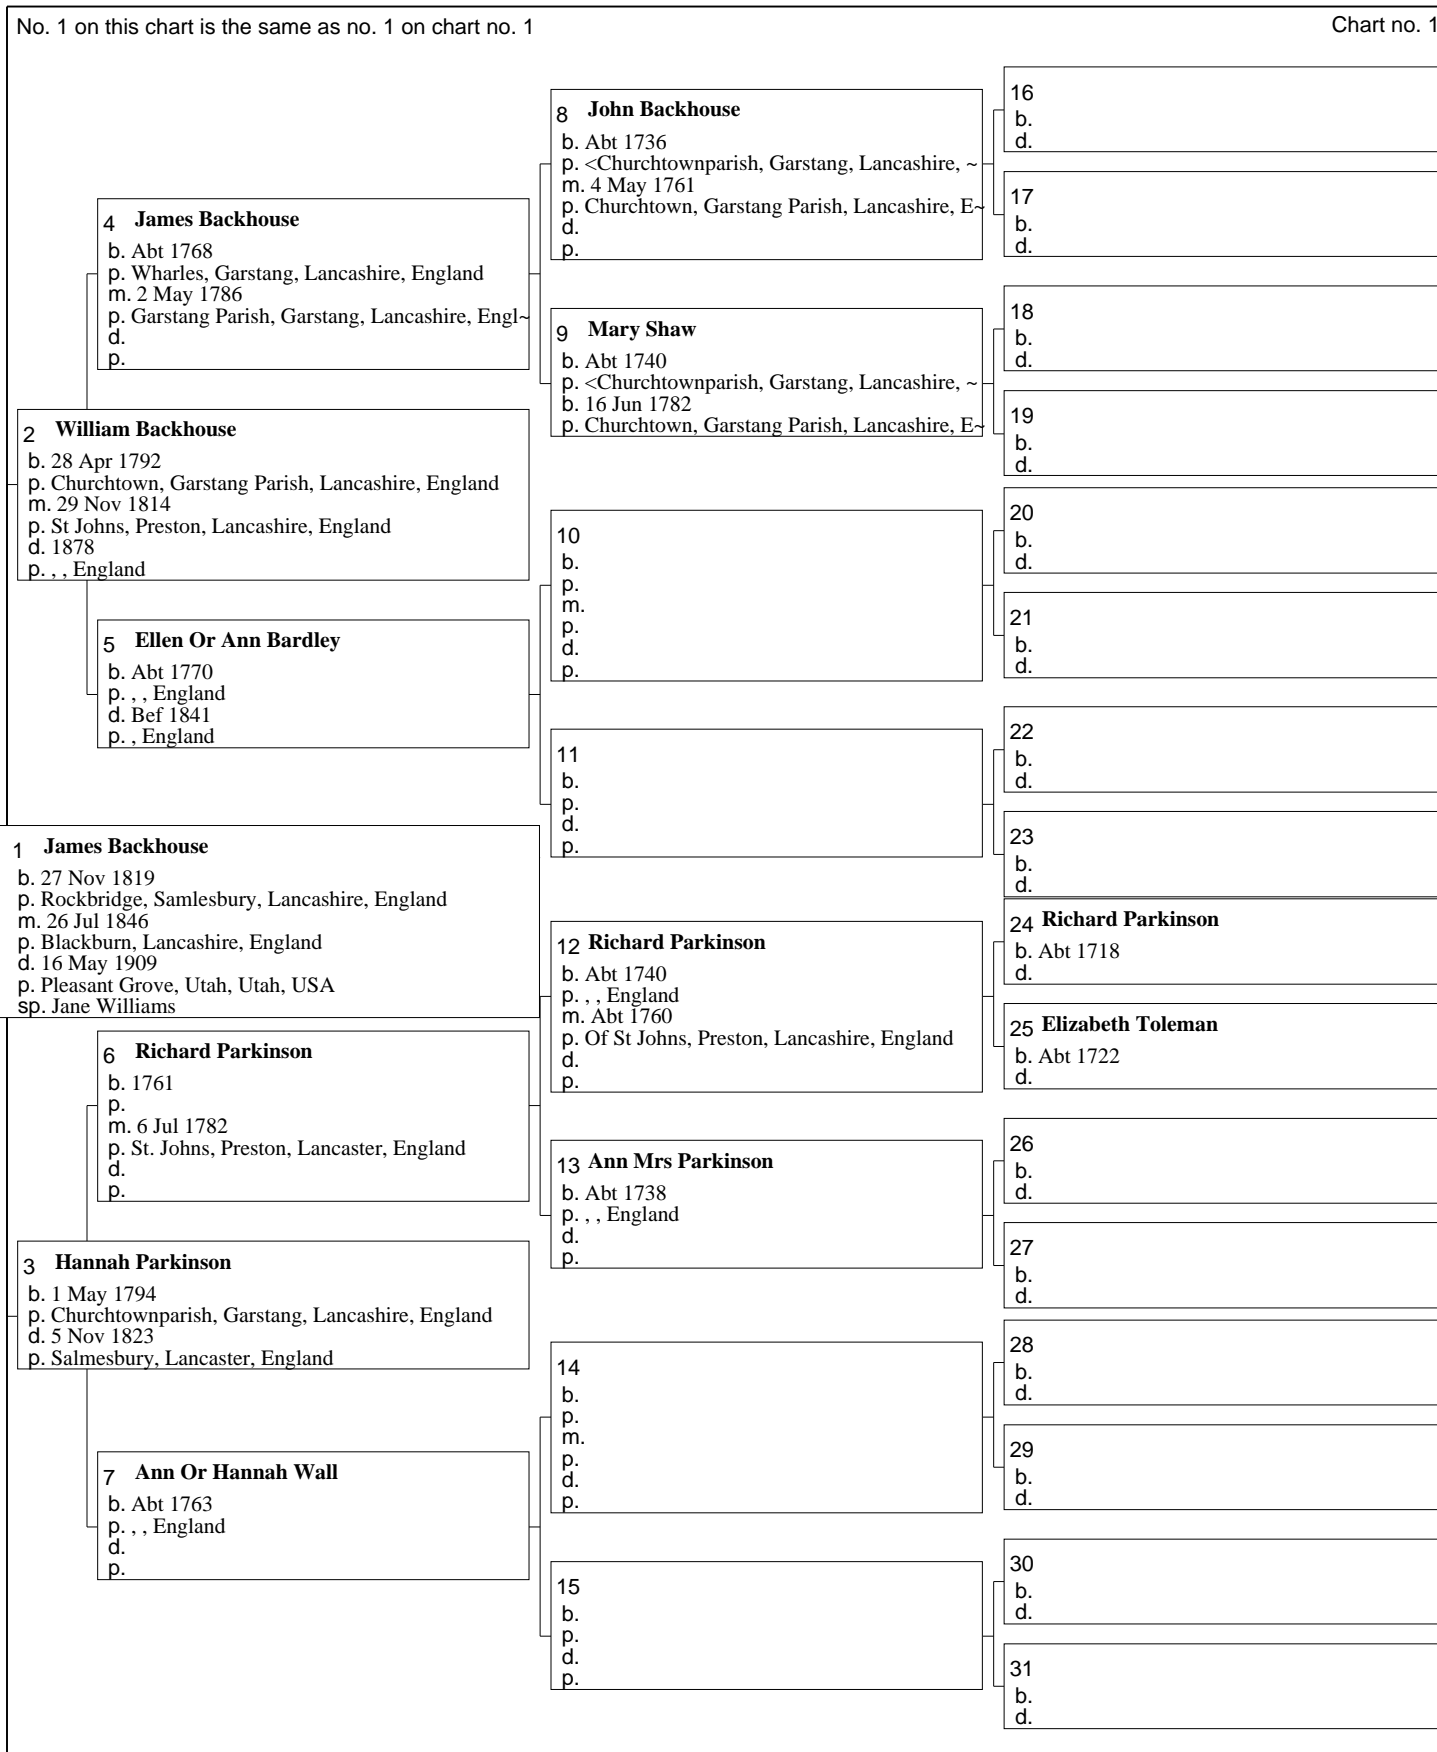 No. 1 on this chart is the same as no. 1 on chart no. 1
Chart no. 1
4 James Backhouse
b. Abt 1768
p. Wharles, Garstang, Lancashire, England
m. 2 May 1786
p. Garstang Parish, Garstang, Lancashire, Engl~
d.
p.
2 William Backhouse
b. 28 Apr 1792
p. Churchtown, Garstang Parish, Lancashire, England
m. 29 Nov 1814
p. St Johns, Preston, Lancashire, England
d. 1878
p. , , England
5 Ellen Or Ann Bardley
b. Abt 1770
p. , , England
d. Bef 1841
p. , England
1 James Backhouse
b. 27 Nov 1819
p. Rockbridge, Samlesbury, Lancashire, England
m. 26 Jul 1846
p. Blackburn, Lancashire, England
d. 16 May 1909
p. Pleasant Grove, Utah, Utah, USA
sp. Jane Williams
6 Richard Parkinson
b. 1761
p.
m. 6 Jul 1782
p. St. Johns, Preston, Lancaster, England
d.
p.
3 Hannah Parkinson
b. 1 May 1794
p. Churchtownparish, Garstang, Lancashire, England
d. 5 Nov 1823
p. Salmesbury, Lancaster, England
7 Ann Or Hannah Wall
b. Abt 1763
p. , , England
d.
p.
8 John Backhouse
b. Abt 1736
p. <Churchtownparish, Garstang, Lancashire, ~
m. 4 May 1761
p. Churchtown, Garstang Parish, Lancashire, E~
d.
p.
9 Mary Shaw
b. Abt 1740
p. <Churchtownparish, Garstang, Lancashire, ~
b. 16 Jun 1782
p. Churchtown, Garstang Parish, Lancashire, E~
10
b.
p.
m.
p.
d.
p.
11
b.
p.
d.
p.
12 Richard Parkinson
b. Abt 1740
p. , , England
m. Abt 1760
p. Of St Johns, Preston, Lancashire, England
d.
p.
13 Ann Mrs Parkinson
b. Abt 1738
p. , , England
d.
p.
14
b.
p.
m.
p.
d.
p.
15
b.
p.
d.
p.
16
b.
d.
17
b.
d.
18
b.
d.
19
b.
d.
20
b.
d.
21
b.
d.
22
b.
d.
23
b.
d.
24 Richard Parkinson
b. Abt 1718
d.
25 Elizabeth Toleman
b. Abt 1722
d.
26
b.
d.
27
b.
d.
28
b.
d.
29
b.
d.
30
b.
d.
31
b.
d.